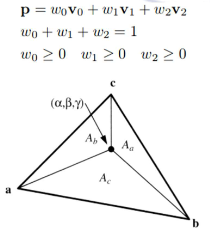 p = w₀v₀ + w₁v₁ + w₂v₂
w₀ + w₁ + w₂ = 1
w₀ ≥ 0 w₁ ≥ 0 w₂ ≥ 0
c
(α,β,γ)
A_b A_a
a A_c
b